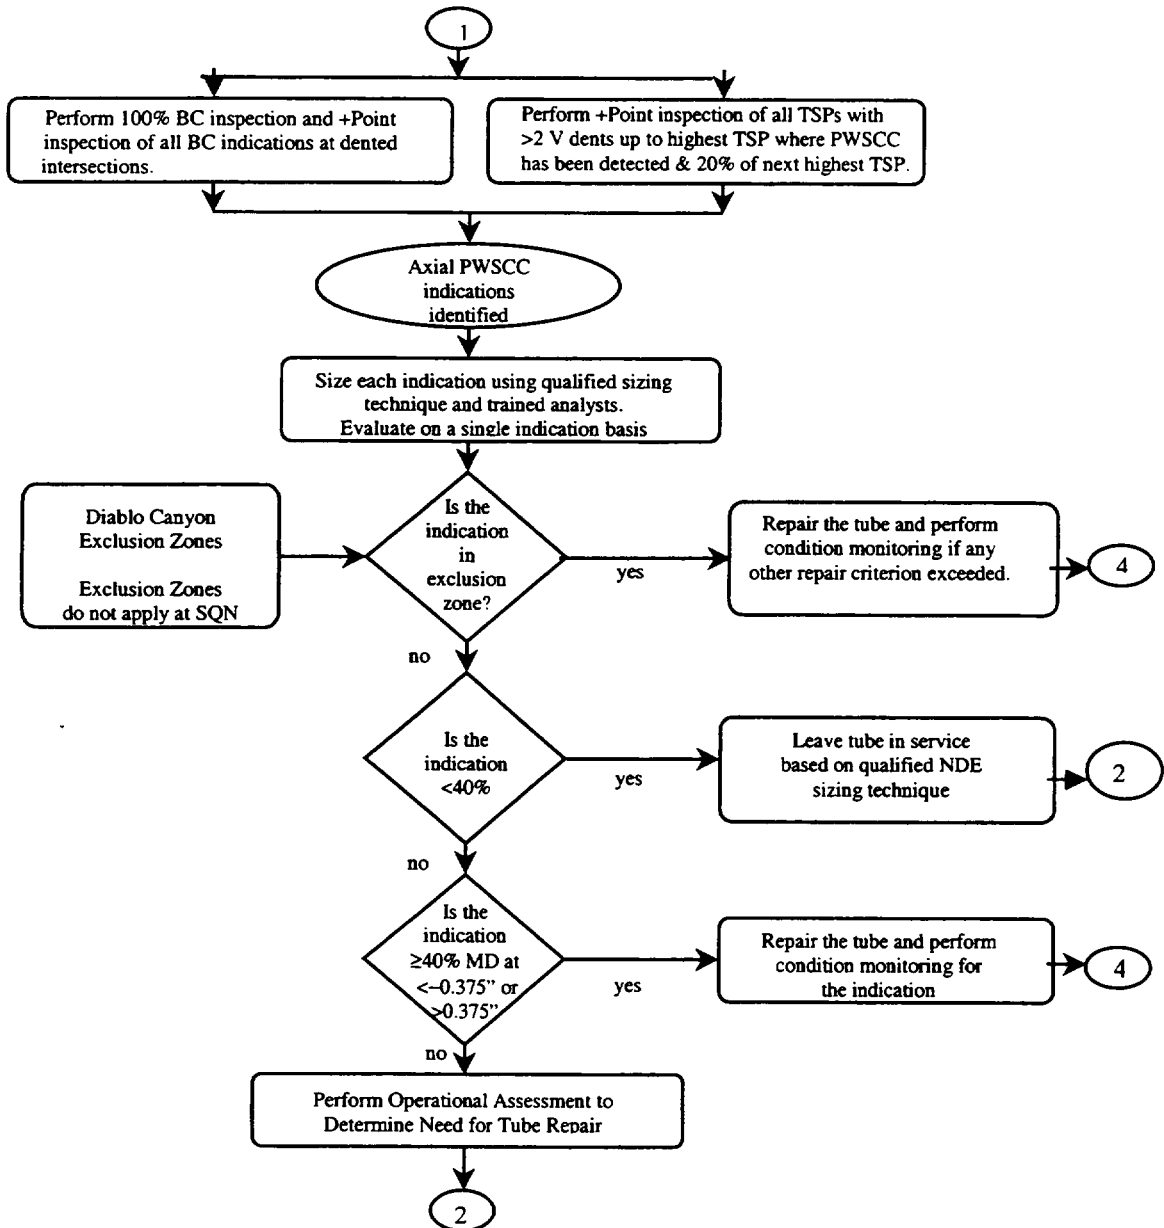 1
Perform 100% BC inspection and +Point
inspection of all BC indications at dented
intersections.
Perform +Point inspection of all TSPs with
>2 V dents up to highest TSP where PWSCC
has been detected & 20% of next highest TSP.
Axial PWSCC
indications
identified
Size each indication using qualified sizing
technique and trained analysts.
Evaluate on a single indication basis
Diablo Canyon
Exclusion Zones
Exclusion Zones
do not apply at SQN
Is the
indication
in
exclusion
zone?
yes
Repair the tube and perform
condition monitoring if any
other repair criterion exceeded.
4
no
Is the
indication
<40%
yes
Leave tube in service
based on qualified NDE
sizing technique
2
no
Is the
indication
≥40% MD at
<–0.375" or
>0.375"
yes
Repair the tube and perform
condition monitoring for
the indication
4
no
Perform Operational Assessment to
Determine Need for Tube Repair
2